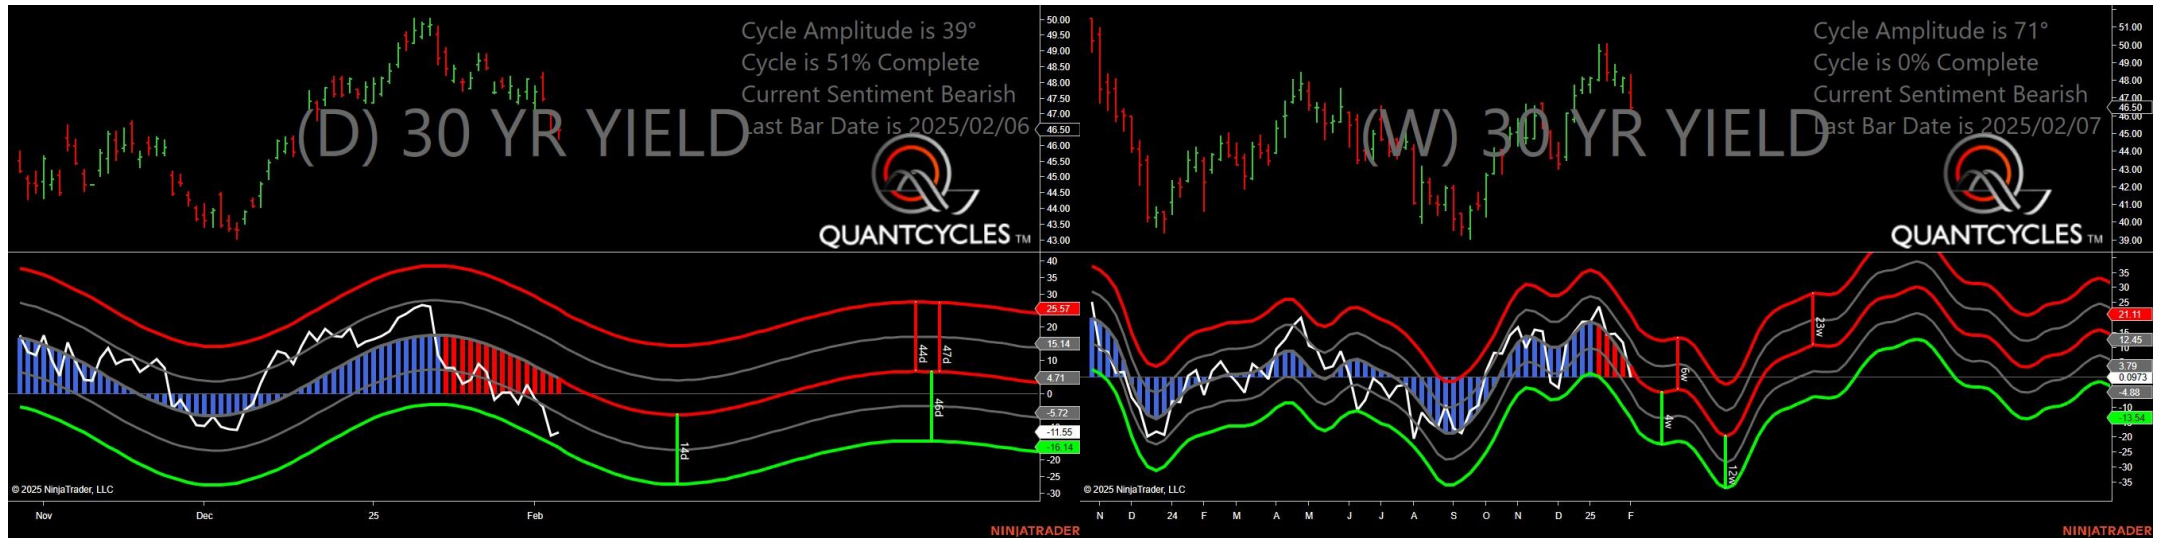 Cycle Amplitude is 39°
Cycle is 51% Complete
Current Sentiment Bearish
Last Bar Date is 2025/02/06
(D) 30 YR YIELD
QUANTCYCLES TM
50.00
49.50
49.00
48.50
48.00
47.50
47.00
46.50
46.00
45.50
45.00
44.50
44.00
43.50
43.00
40
35
30
25.57
20
15.14
10
4.71
0
-5.72
-11.55
-16.14
-20
-25
-30
44d
47d
46d
14d
© 2025 NinjaTrader, LLC
Nov
Dec
25
Feb
NINJATRADER
Cycle Amplitude is 71°
Cycle is 0% Complete
Current Sentiment Bearish
Last Bar Date is 2025/02/07
(W) 30 YR YIELD
QUANTCYCLES TM
51.00
50.00
49.00
48.00
47.00
46.50
46.00
45.00
44.00
43.00
42.00
41.00
40.00
39.00
35
30
25
21.11
15
12.45
10
3.79
0.0973
-4.88
-10
-13.54
-20
-25
-30
-35
6w
4w
23w
12w
© 2025 NinjaTrader, LLC
N D 24 F M A M J J A S O N D 25 F
NINJATRADER